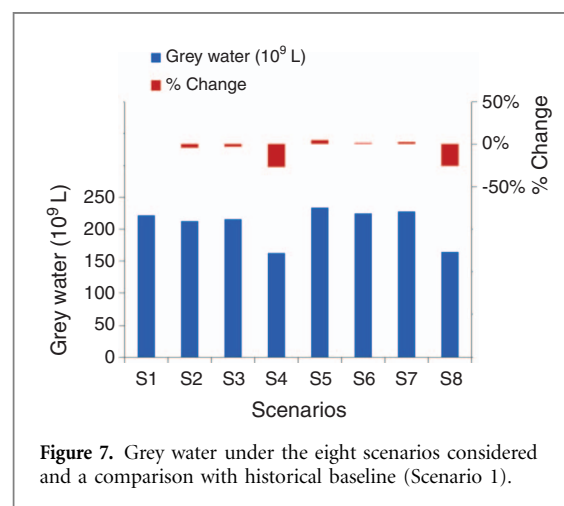 Grey water (10⁹ L)
% Change
50%
0%
-50%
% Change
250
200
150
100
50
0
Grey water (10⁹ L)
S1 S2 S3 S4 S5 S6 S7 S8
Scenarios
Figure 7. Grey water under the eight scenarios considered
and a comparison with historical baseline (Scenario 1).